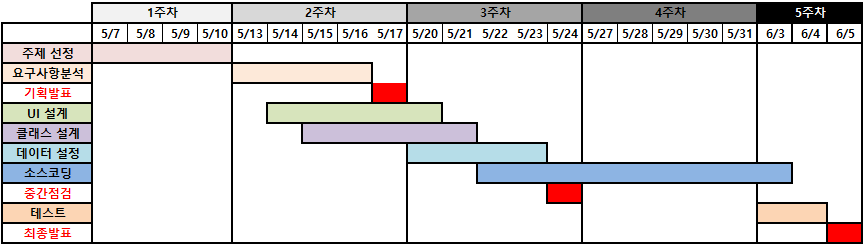 1주차 2주차 3주차 4주차 5주차
5/7 5/8 5/9 5/10 5/13 5/14 5/15 5/16 5/17 5/20 5/21 5/22 5/23 5/24 5/27 5/28 5/29 5/30 5/31 6/3 6/4 6/5
주제 선정
요구사항분석
기획발표
UI 설계
클래스 설계
데이터 설정
소스코딩
중간점검
테스트
최종발표